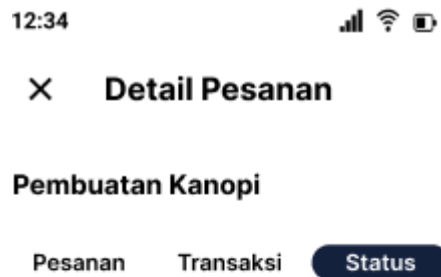 12:34
Detail Pesanan
Pembuatan Kanopi
Pesanan Transaksi Status